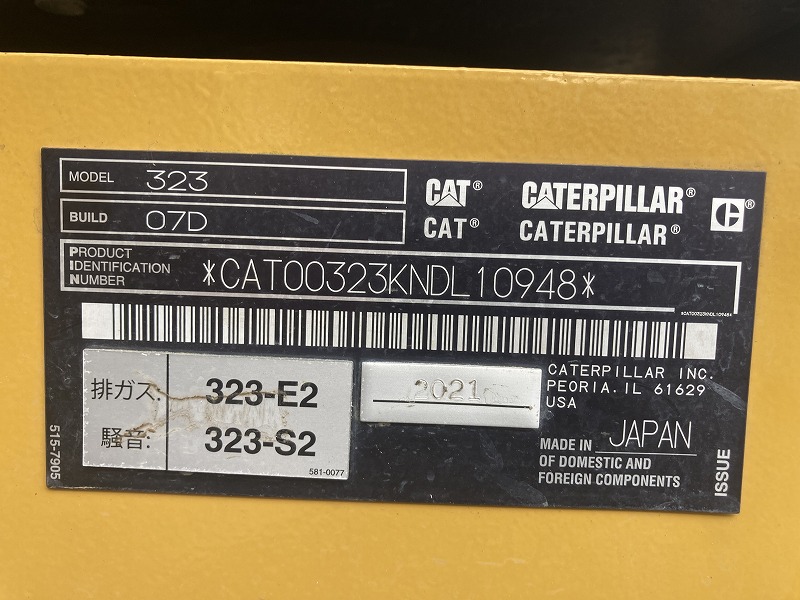 MODEL 323
BUILD 07D
CAT® CATERPILLAR®
CAT® CATERPILLAR®
PRODUCT
IDENTIFICATION
NUMBER
*CAT00323KNDL10948*
*CAT00323KNDL10948*
排ガス: 323-E2
騒音: 323-S2
581-0077
2021
CATERPILLAR INC.
PEORIA. IL 61629
USA
MADE IN JAPAN
OF DOMESTIC AND
FOREIGN COMPONENTS
ISSUE
515-7905